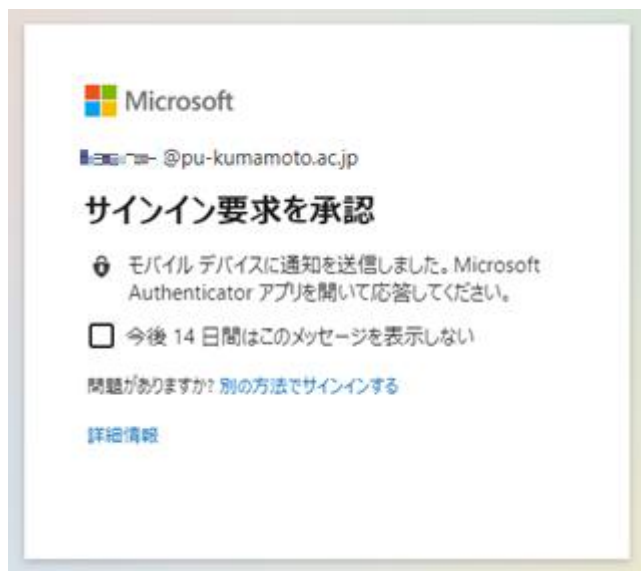 Microsoft
@pu-kumamoto.ac.jp
サインイン要求を承認
モバイル デバイスに通知を送信しました。Microsoft
Authenticator アプリを開いて応答してください。
今後 14 日間はこのメッセージを表示しない
問題がありますか? 別の方法でサインインする
詳細情報